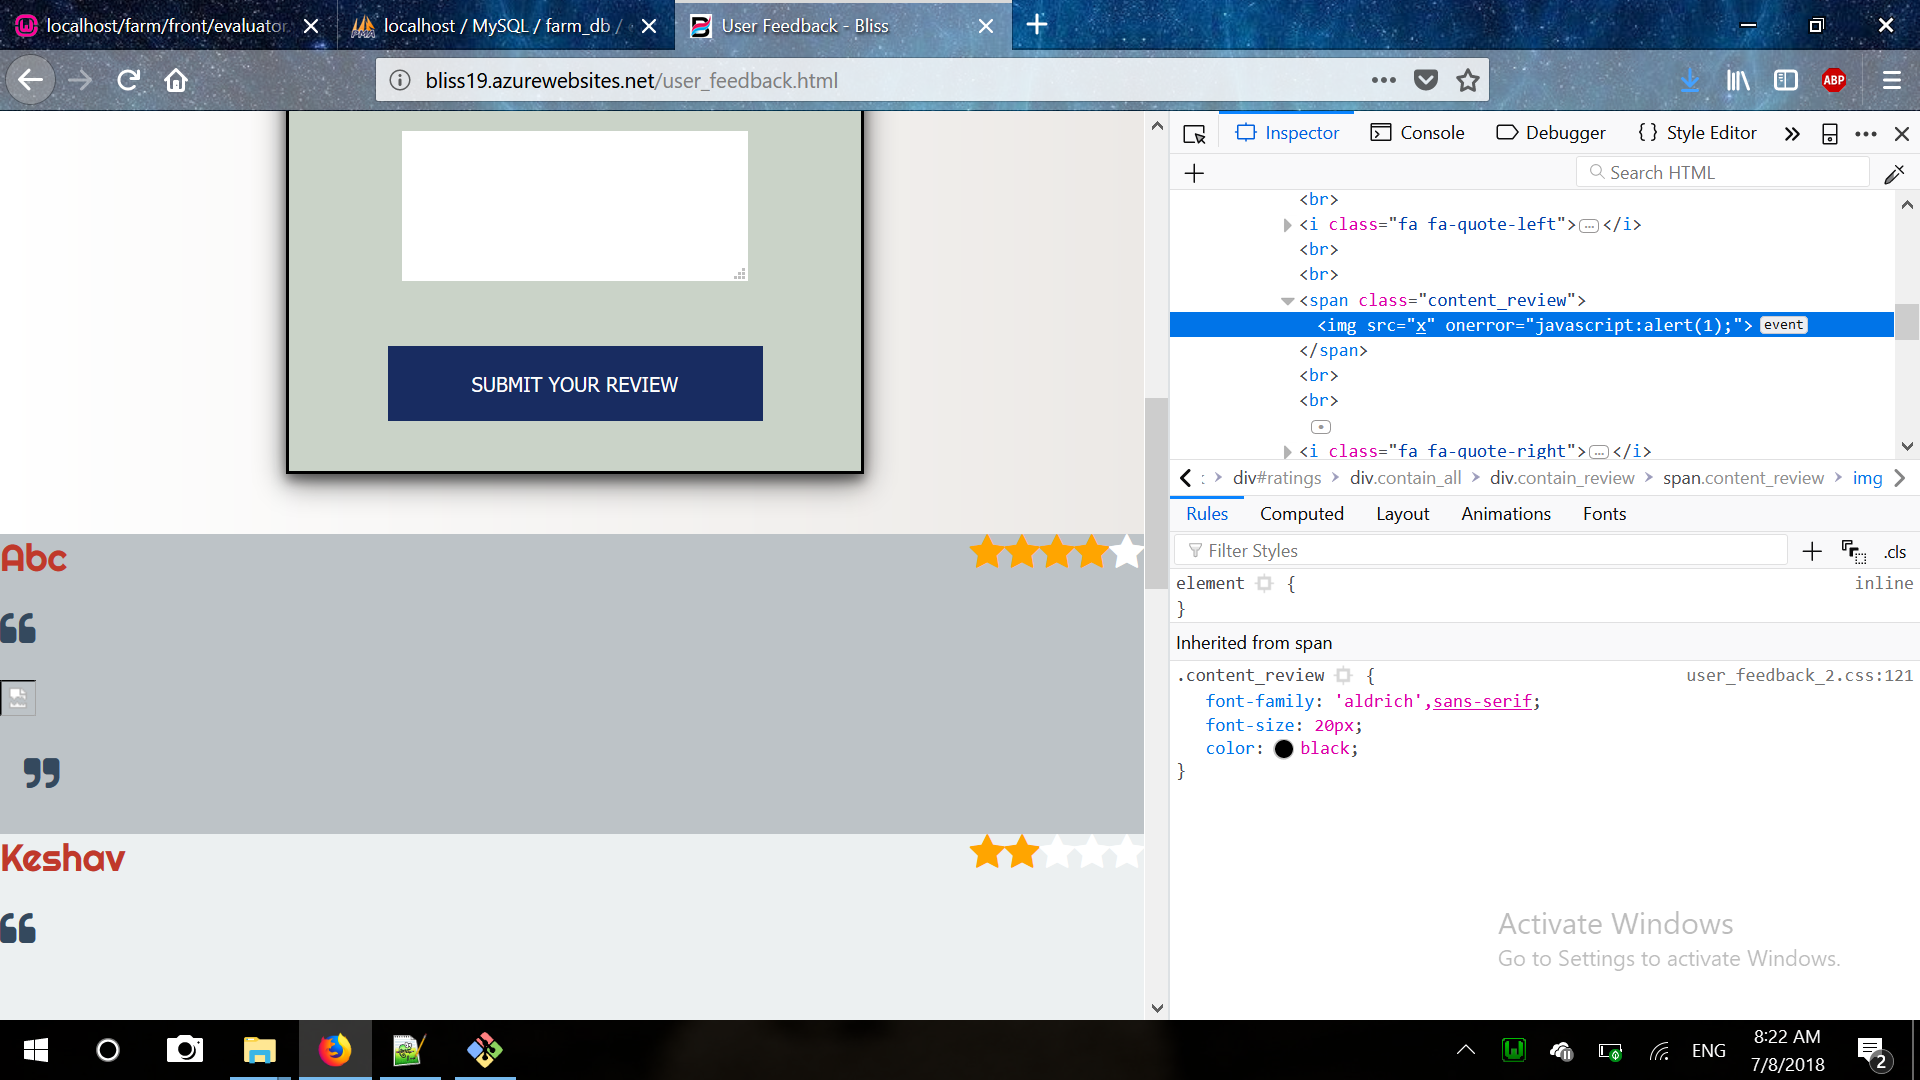 localhost/farm/front/evaluator
localhost / MySQL / farm_db /
User Feedback - Bliss
bliss19.azurewebsites.net/user_feedback.html
ABP
SUBMIT YOUR REVIEW
Abc
Keshav
Inspector
Console
Debugger
{ } Style Editor
Search HTML
<br>
<i class="fa fa-quote-left">…</i>
<br>
<br>
<span class="content_review">
<img src="x" onerror="javascript:alert(1);"> event
</span>
<br>
<br>
<i class="fa fa-quote-right">…</i>
div#ratings
div.contain_all
div.contain_review
span.content_review
img
Rules
Computed
Layout
Animations
Fonts
Filter Styles
.cls
element {
inline
}
Inherited from span
.content_review {
user_feedback_2.css:121
font-family: 'aldrich',sans-serif;
font-size: 20px;
color: black;
}
Activate Windows
Go to Settings to activate Windows.
ENG
8:22 AM
7/8/2018
2